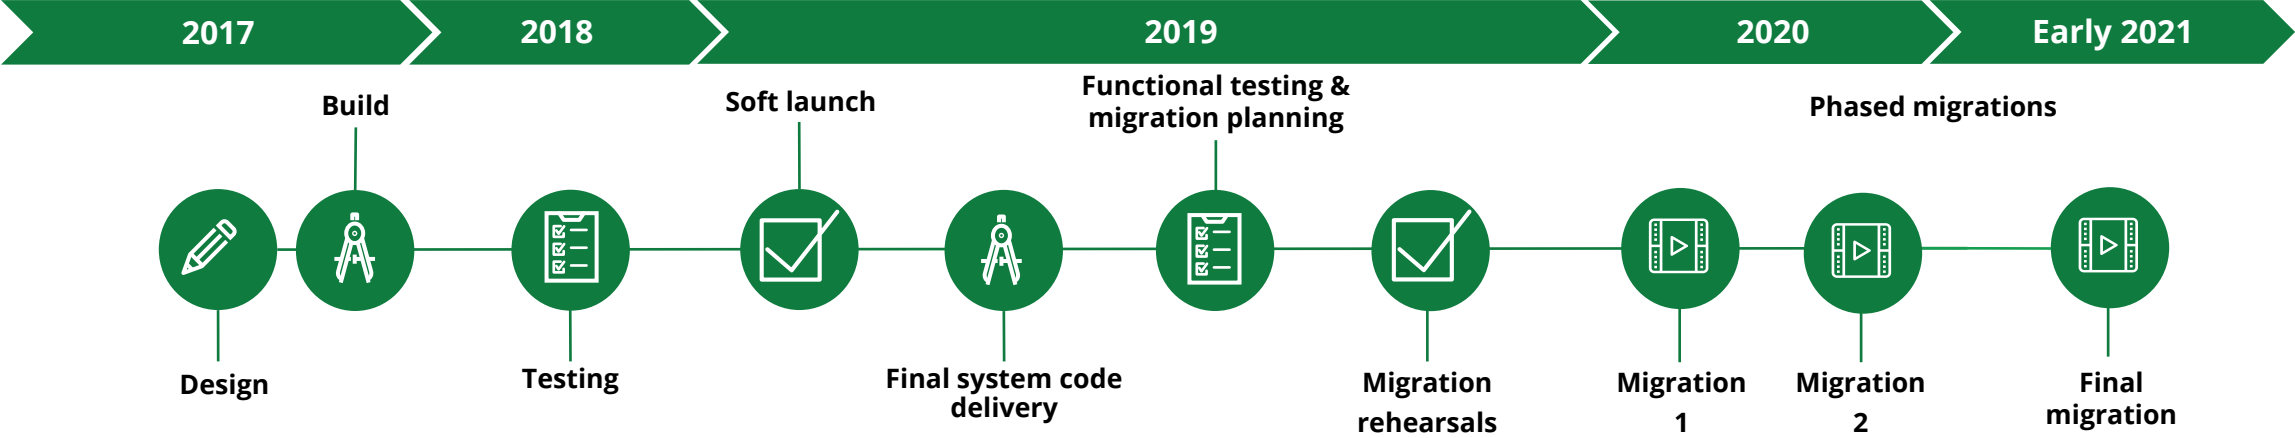 2017
2018
2019
2020
Early 2021
Build
Soft launch
Functional testing &
migration planning
Phased migrations
Design
Testing
Final system code
delivery
Migration
rehearsals
Migration
1
Migration
2
Final
migration